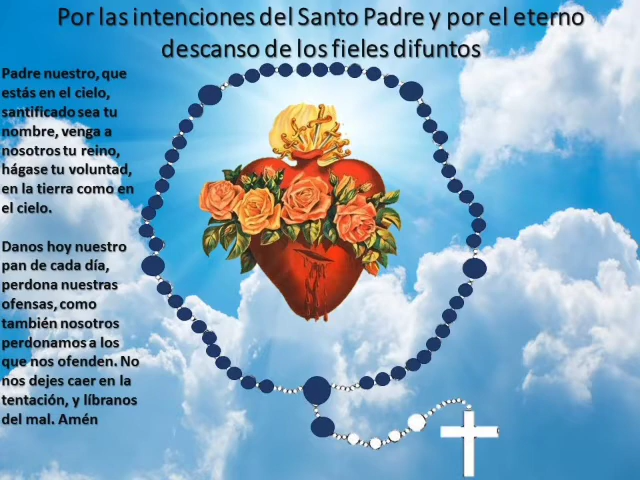 Por las intenciones del Santo Padre y por el eterno
descanso de los fieles difuntos
Padre nuestro, que
estás en el cielo,
santificado sea tu
nombre, venga a
nosotros tu reino,
hágase tu voluntad,
en la tierra como en
el cielo.
Danos hoy nuestro
pan de cada día,
perdona nuestras
ofensas, como
también nosotros
perdonamos a los
que nos ofenden. No
nos dejes caer en la
tentación, y líbranos
del mal. Amén